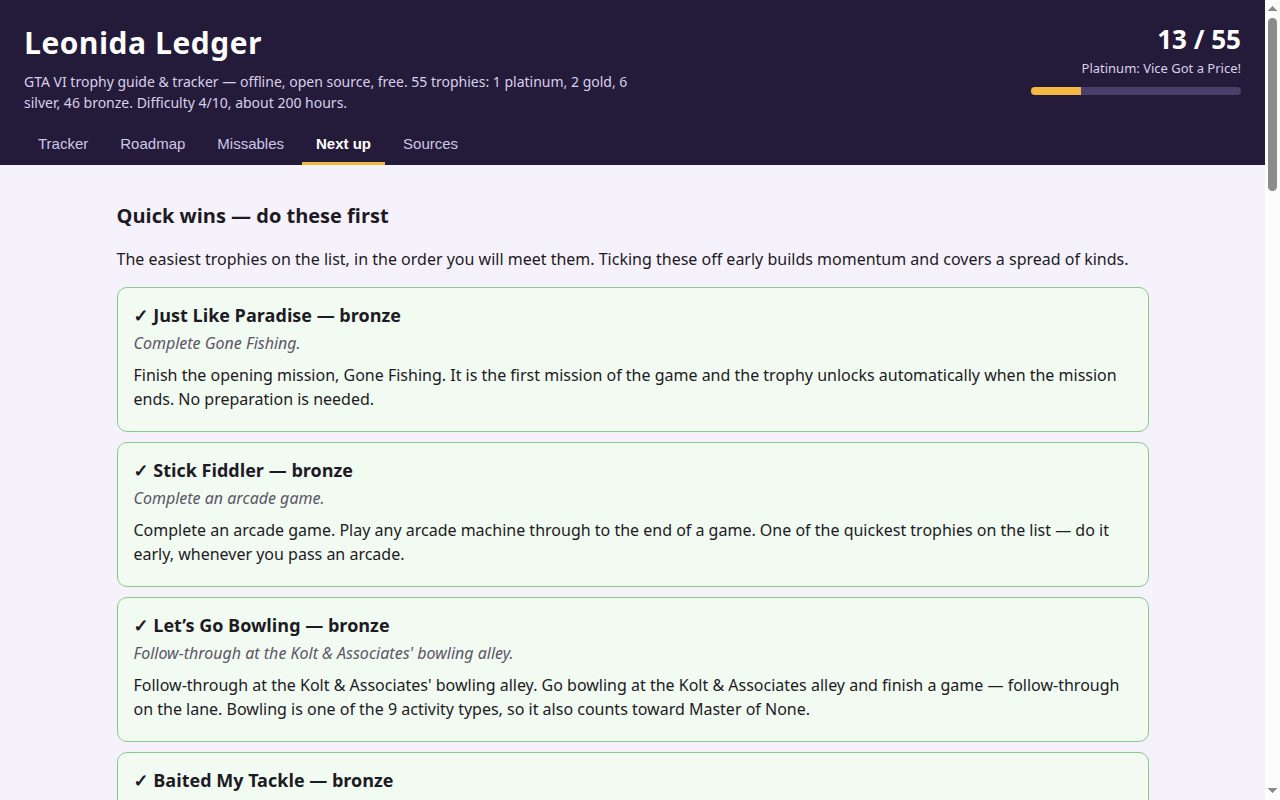 Leonida Ledger
13 / 55
Platinum: Vice Got a Price!
GTA VI trophy guide & tracker — offline, open source, free. 55 trophies: 1 platinum, 2 gold, 6
silver, 46 bronze. Difficulty 4/10, about 200 hours.
Tracker Roadmap Missables Next up Sources
Quick wins — do these first
The easiest trophies on the list, in the order you will meet them. Ticking these off early builds momentum and covers a spread of kinds.
✓ Just Like Paradise — bronze
Complete Gone Fishing.
Finish the opening mission, Gone Fishing. It is the first mission of the game and the trophy unlocks automatically when the mission
ends. No preparation is needed.
✓ Stick Fiddler — bronze
Complete an arcade game.
Complete an arcade game. Play any arcade machine through to the end of a game. One of the quickest trophies on the list — do it
early, whenever you pass an arcade.
✓ Let’s Go Bowling — bronze
Follow-through at the Kolt & Associates' bowling alley.
Follow-through at the Kolt & Associates' bowling alley. Go bowling at the Kolt & Associates alley and finish a game — follow-through
on the lane. Bowling is one of the 9 activity types, so it also counts toward Master of None.
✓ Baited My Tackle — bronze